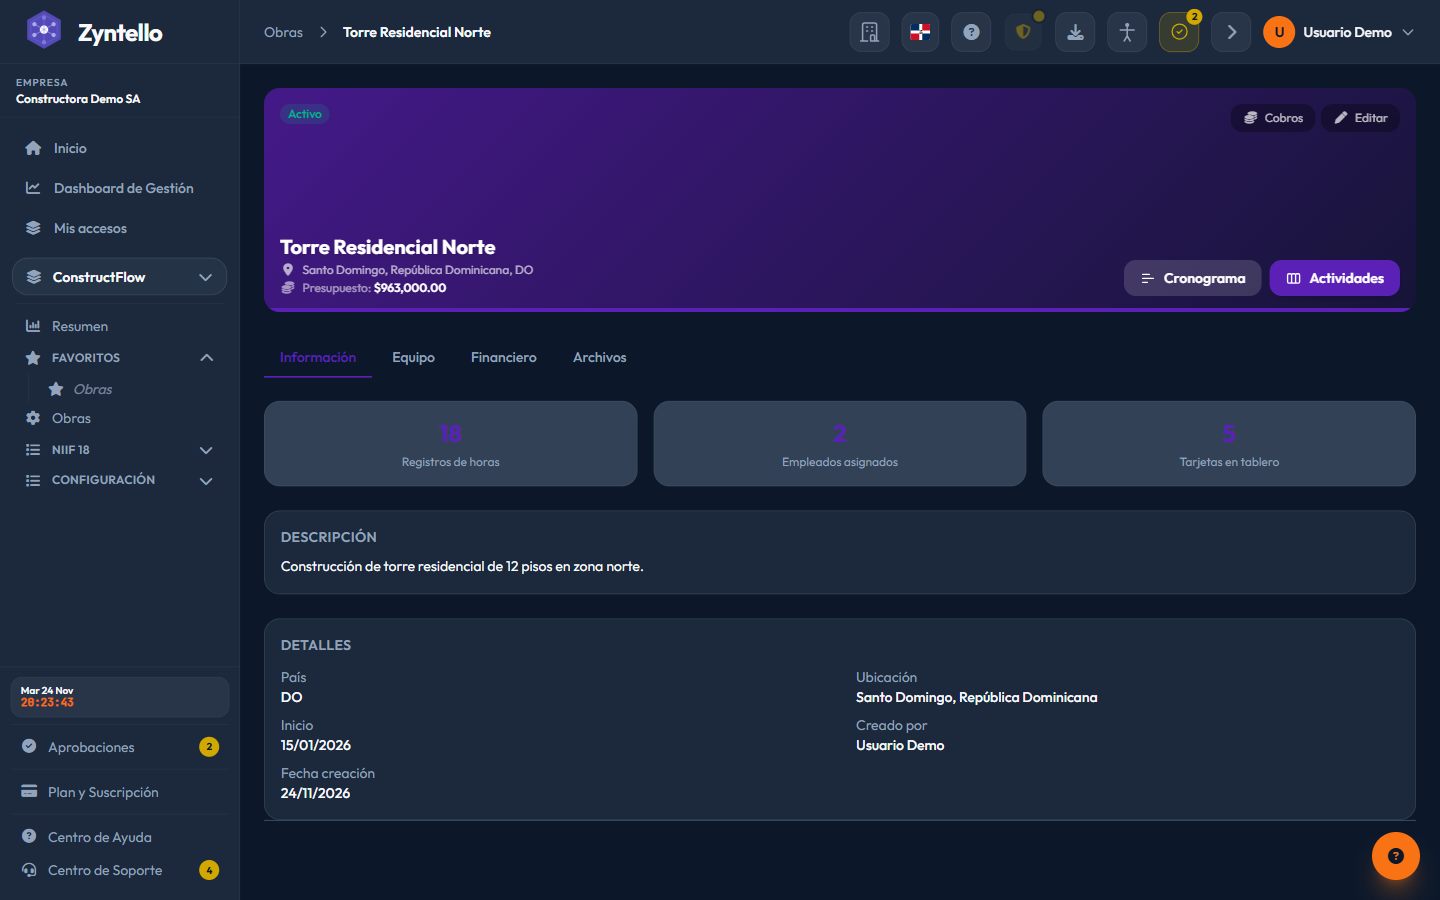 Zyntello
EMPRESA
Constructora Demo SA
Inicio
Dashboard de Gestión
Mis accesos
ConstructFlow
Resumen
FAVORITOS
Obras
Obras
NIIF 18
CONFIGURACIÓN
Mar 24 Nov
20:23:43
Aprobaciones 2
Plan y Suscripción
Centro de Ayuda
Centro de Soporte 4
Obras > Torre Residencial Norte
2
U Usuario Demo
Activo
Cobros
Editar
Torre Residencial Norte
Santo Domingo, República Dominicana, DO
Presupuesto: $963,000.00
Cronograma
Actividades
Información Equipo Financiero Archivos
18
Registros de horas
2
Empleados asignados
5
Tarjetas en tablero
DESCRIPCIÓN
Construcción de torre residencial de 12 pisos en zona norte.
DETALLES
País
DO
Ubicación
Santo Domingo, República Dominicana
Inicio
15/01/2026
Creado por
Usuario Demo
Fecha creación
24/11/2026